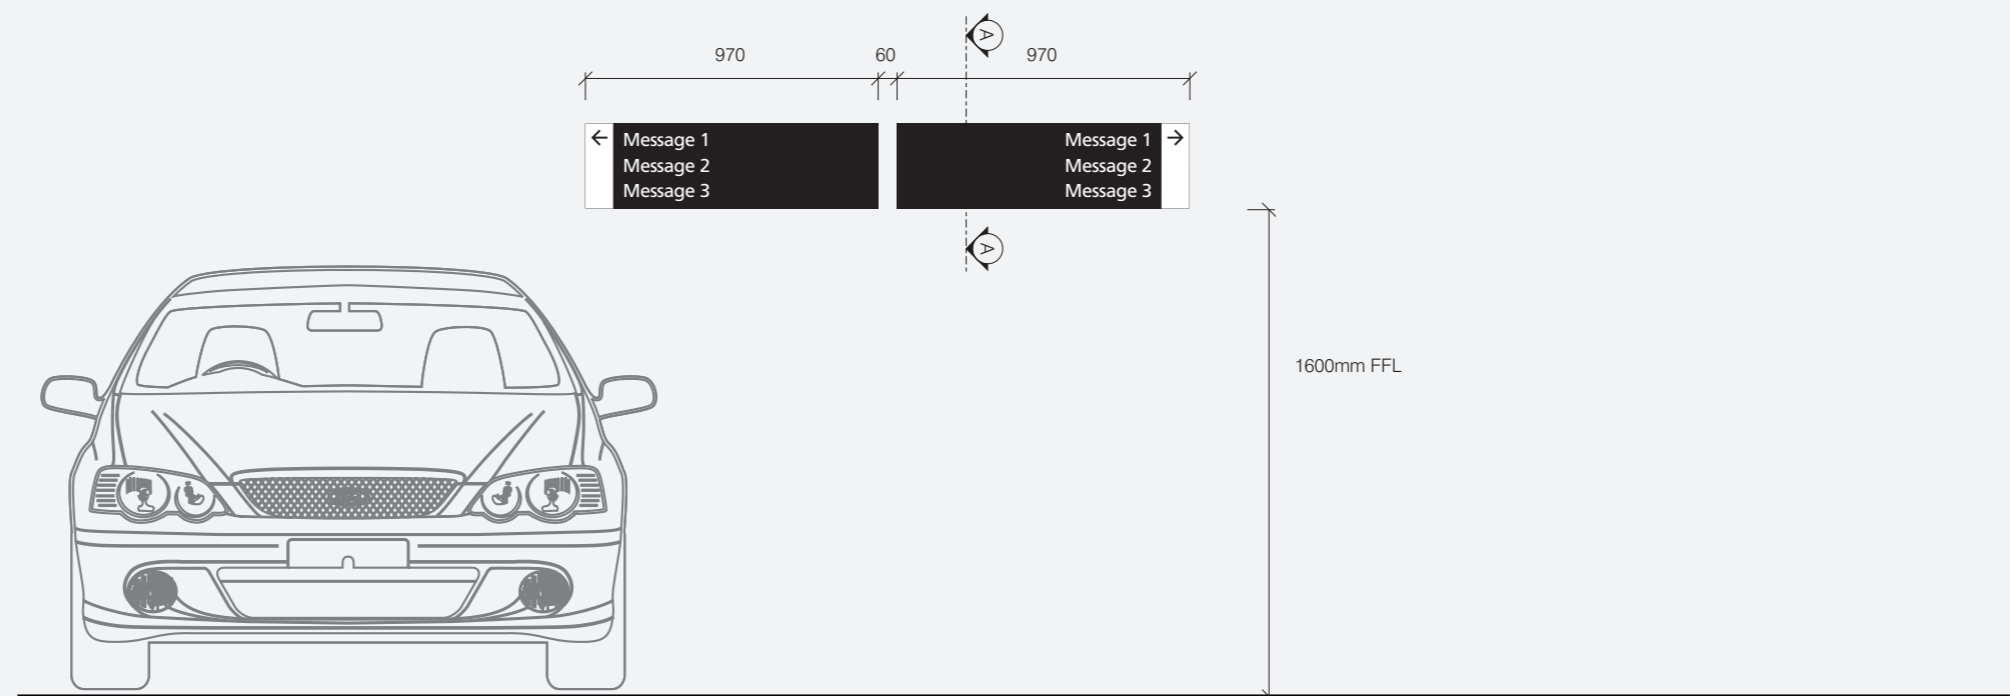 970 60 970
A
← Message 1
Message 2
Message 3
Message 1 →
Message 2
Message 3
A
1600mm FFL